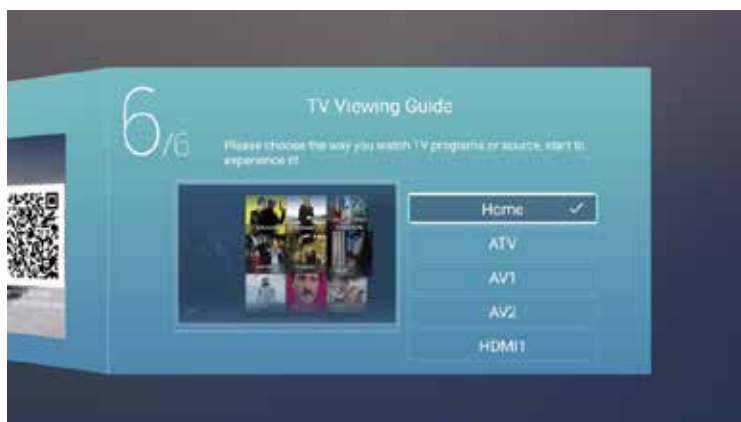 6/6
TV Viewing Guide
Please choose the way you watch TV programs or source, start to
experience it!
Home
ATV
AV1
AV2
HDMI1